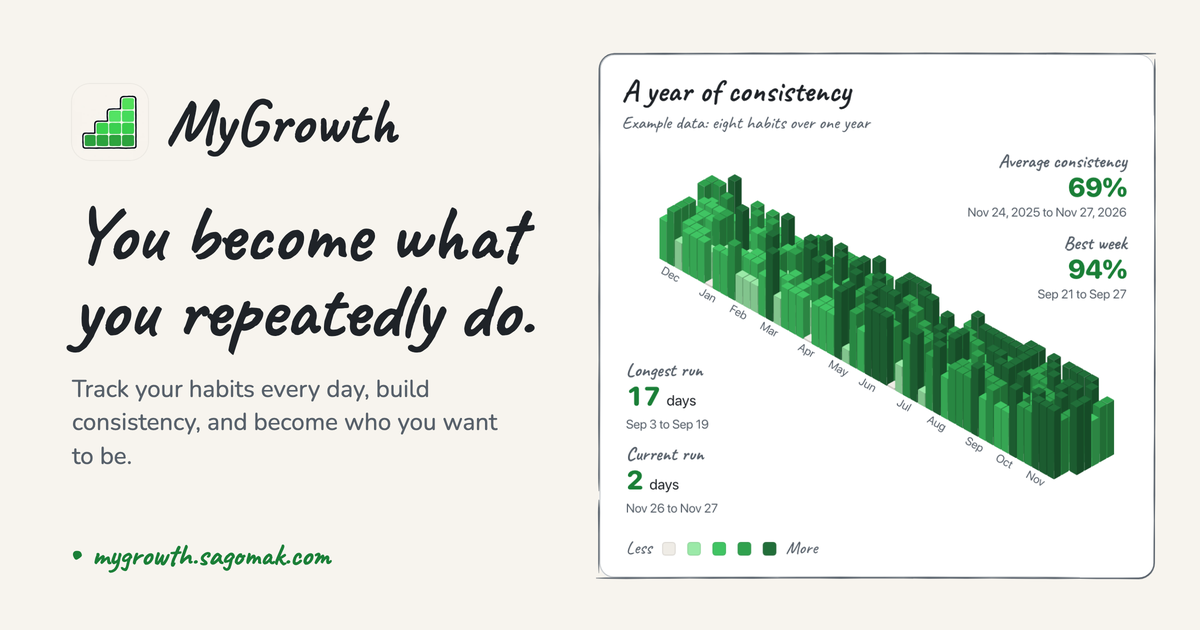 MyGrowth
You become what
you repeatedly do.
Track your habits every day, build
consistency, and become who you want
to be.
mygrowth.sagomak.com
A year of consistency
Example data: eight habits over one year
Average consistency
69%
Nov 24, 2025 to Nov 27, 2026
Best week
94%
Sep 21 to Sep 27
Dec
Jan
Feb
Mar
Apr
May
Jun
Jul
Aug
Sep
Oct
Nov
Longest run
17 days
Sep 3 to Sep 19
Current run
2 days
Nov 26 to Nov 27
Less
More